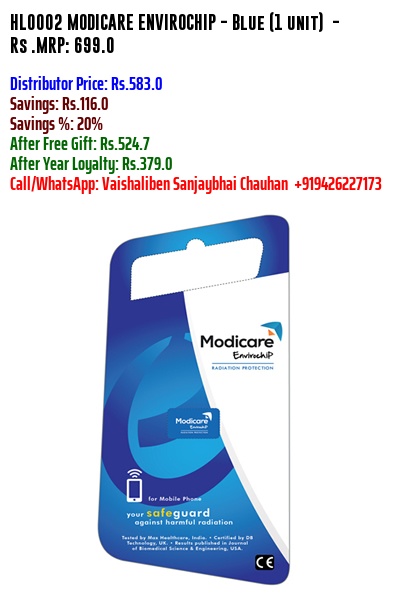 HL0002 MODICARE ENVIROCHIP - BLUE (1 UNIT) -
RS .MRP: 699.0
Distributor Price: Rs.583.0
Savings: Rs.116.0
Savings %: 20%
After Free Gift: Rs.524.7
After Year Loyalty: Rs.379.0
Call/WhatsApp: Vaishaliben Sanjaybhai Chauhan +919426227173
Modicare
EnvirochiP
RADIATION PROTECTION
Modicare
EnvirochiP
RADIATION PROTECTION
for Mobile Phone
your safeguard
against harmful radiation
Tested by Max Healthcare, India. • Certified by DB
Technology, UK. • Results published in Journal
of Biomedical Science & Engineering, USA.
CE